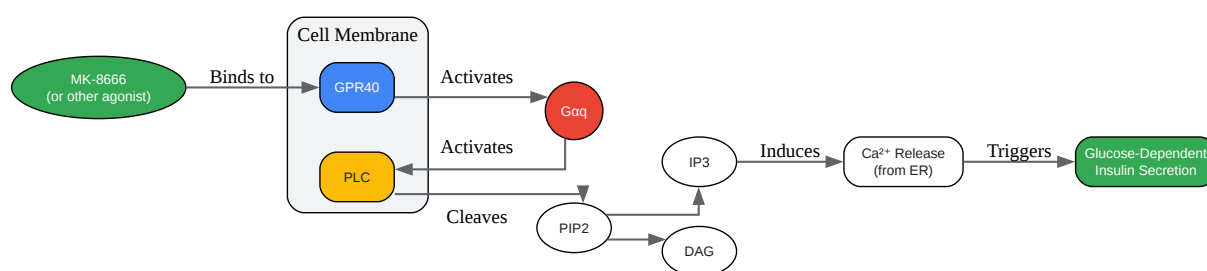 Cell Membrane
MK-8666
(or other agonist)
Binds to
GPR40
Activates
Gαq
Activates
PLC
Cleaves
PIP2
IP3
DAG
Induces
Ca²⁺ Release
(from ER)
Triggers
Glucose-Dependent
Insulin Secretion